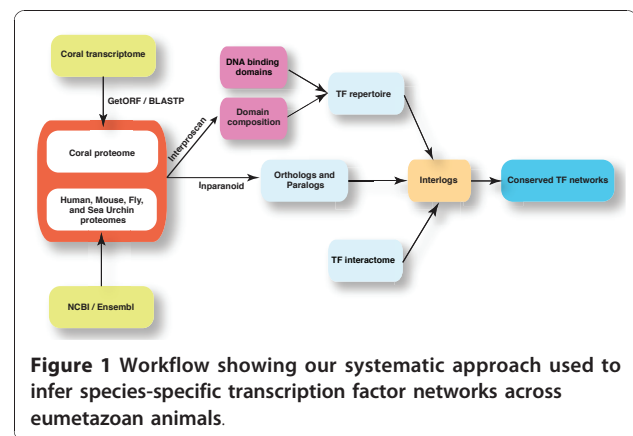 Coral transcriptome
GetORF / BLASTP
Coral proteome
Human, Mouse, Fly,
and Sea Urchin
proteomes
NCBI / Ensembl
Interproscan
Inparanoid
DNA binding
domains
Domain
composition
TF repertoire
Orthologs and
Paralogs
Interlogs
Conserved TF networks
TF interactome
Figure 1 Workflow showing our systematic approach used to
infer species-specific transcription factor networks across
eumetazoan animals.